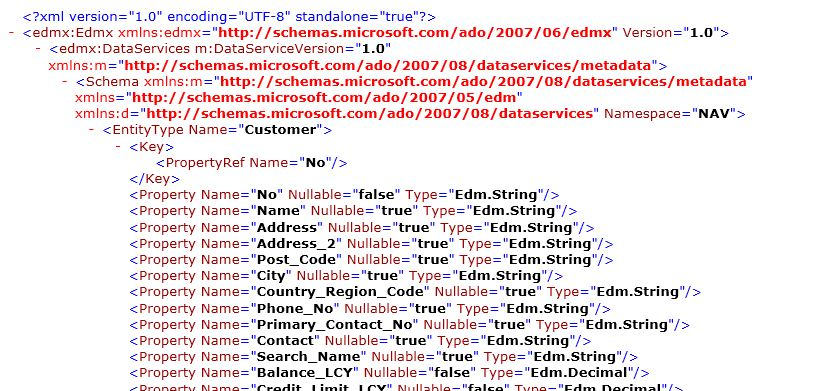 <?xml version="1.0" encoding="UTF-8" standalone="true"?>
- <edmx:Edmx xmlns:edmx="http://schemas.microsoft.com/ado/2007/06/edmx" Version="1.0">
- <edmx:DataServices m:DataServiceVersion="1.0"
xmlns:m="http://schemas.microsoft.com/ado/2007/08/dataservices/metadata">
- <Schema xmlns:m="http://schemas.microsoft.com/ado/2007/08/dataservices/metadata"
xmlns="http://schemas.microsoft.com/ado/2007/05/edm"
xmlns:d="http://schemas.microsoft.com/ado/2007/08/dataservices" Namespace="NAV">
- <EntityType Name="Customer">
- <Key>
<PropertyRef Name="No"/>
</Key>
<Property Name="No" Nullable="false" Type="Edm.String"/>
<Property Name="Name" Nullable="true" Type="Edm.String"/>
<Property Name="Address" Nullable="true" Type="Edm.String"/>
<Property Name="Address_2" Nullable="true" Type="Edm.String"/>
<Property Name="Post_Code" Nullable="true" Type="Edm.String"/>
<Property Name="City" Nullable="true" Type="Edm.String"/>
<Property Name="Country_Region_Code" Nullable="true" Type="Edm.String"/>
<Property Name="Phone_No" Nullable="true" Type="Edm.String"/>
<Property Name="Primary_Contact_No" Nullable="true" Type="Edm.String"/>
<Property Name="Contact" Nullable="true" Type="Edm.String"/>
<Property Name="Search_Name" Nullable="true" Type="Edm.String"/>
<Property Name="Balance_LCY" Nullable="false" Type="Edm.Decimal"/>
<Property Name="Credit_Limit_LCY" Nullable="false" Type="Edm.Decimal"/>